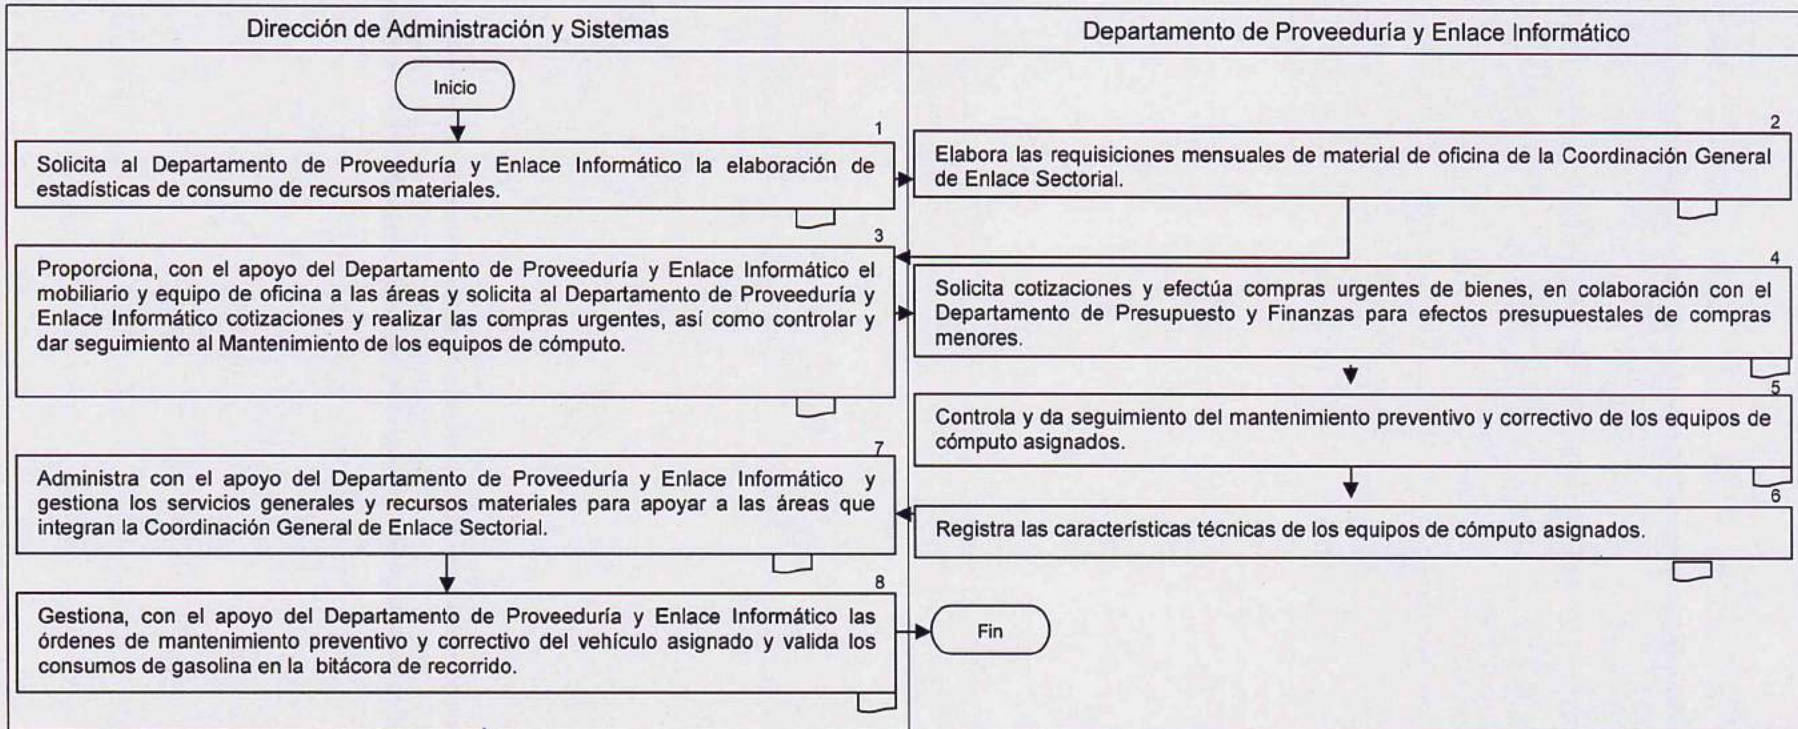 Dirección de Administración y Sistemas
Departamento de Proveeduría y Enlace Informático
Inicio
1
Solicita al Departamento de Proveeduría y Enlace Informático la elaboración de
estadísticas de consumo de recursos materiales.
2
Elabora las requisiciones mensuales de material de oficina de la Coordinación General
de Enlace Sectorial.
3
Proporciona, con el apoyo del Departamento de Proveeduría y Enlace Informático el
mobiliario y equipo de oficina a las áreas y solicita al Departamento de Proveeduría y
Enlace Informático cotizaciones y realizar las compras urgentes, así como controlar y
dar seguimiento al Mantenimiento de los equipos de cómputo.
4
Solicita cotizaciones y efectúa compras urgentes de bienes, en colaboración con el
Departamento de Presupuesto y Finanzas para efectos presupuestales de compras
menores.
5
Controla y da seguimiento del mantenimiento preventivo y correctivo de los equipos de
cómputo asignados.
6
Registra las características técnicas de los equipos de cómputo asignados.
7
Administra con el apoyo del Departamento de Proveeduría y Enlace Informático y
gestiona los servicios generales y recursos materiales para apoyar a las áreas que
integran la Coordinación General de Enlace Sectorial.
8
Gestiona, con el apoyo del Departamento de Proveeduría y Enlace Informático las
órdenes de mantenimiento preventivo y correctivo del vehículo asignado y valida los
consumos de gasolina en la bitácora de recorrido.
Fin